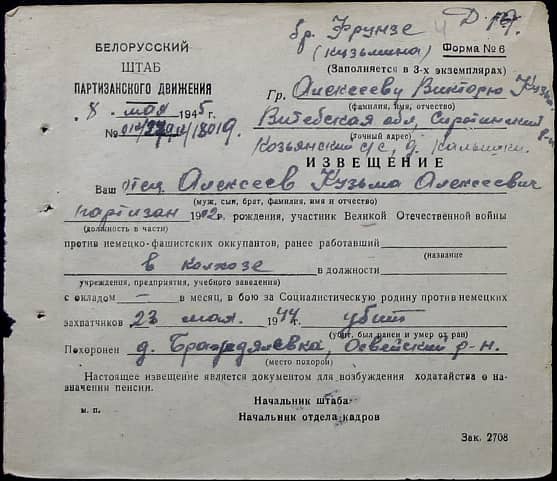 бр. Фрунзе
(Кузьмина)
Форма № 6
БЕЛОРУССКИЙ
ШТАБ
ПАРТИЗАНСКОГО ДВИЖЕНИЯ
(Заполняется в 3-х экземплярах)
Гр. Алексееву Виктору Кузьм.
(фамилия, имя, отчество)
8 мая 1945 г.
Витебская обл, Сиротинский р-н
№
(точный адрес)
Козьянский с/с, д.
ИЗВЕЩЕНИЕ
Ваш отец Алексеев Кузьма Алексеевич
(муж, сын, брат, фамилия, имя и отчество)
партизан 1902 г. рождения, участник Великой Отечественной войны
(должность в части)
против немецко-фашистских оккупантов, ранее работавший
(название
в колхозе в должности
учреждения, предприятия, учебного заведения)
с окладом — в месяц, в бою за Социалистическую родину против немецких
захватчиков 23 мая 1944 г. убит
(убит, был ранен и умер от ран)
Похоронен д. Освейский р-н.
(место похорон)
Настоящее извещение является документом для возбуждения ходатайства о на-
значении пенсии.
Начальник штаба
м. п. Начальник отдела кадров
Зак. 2708